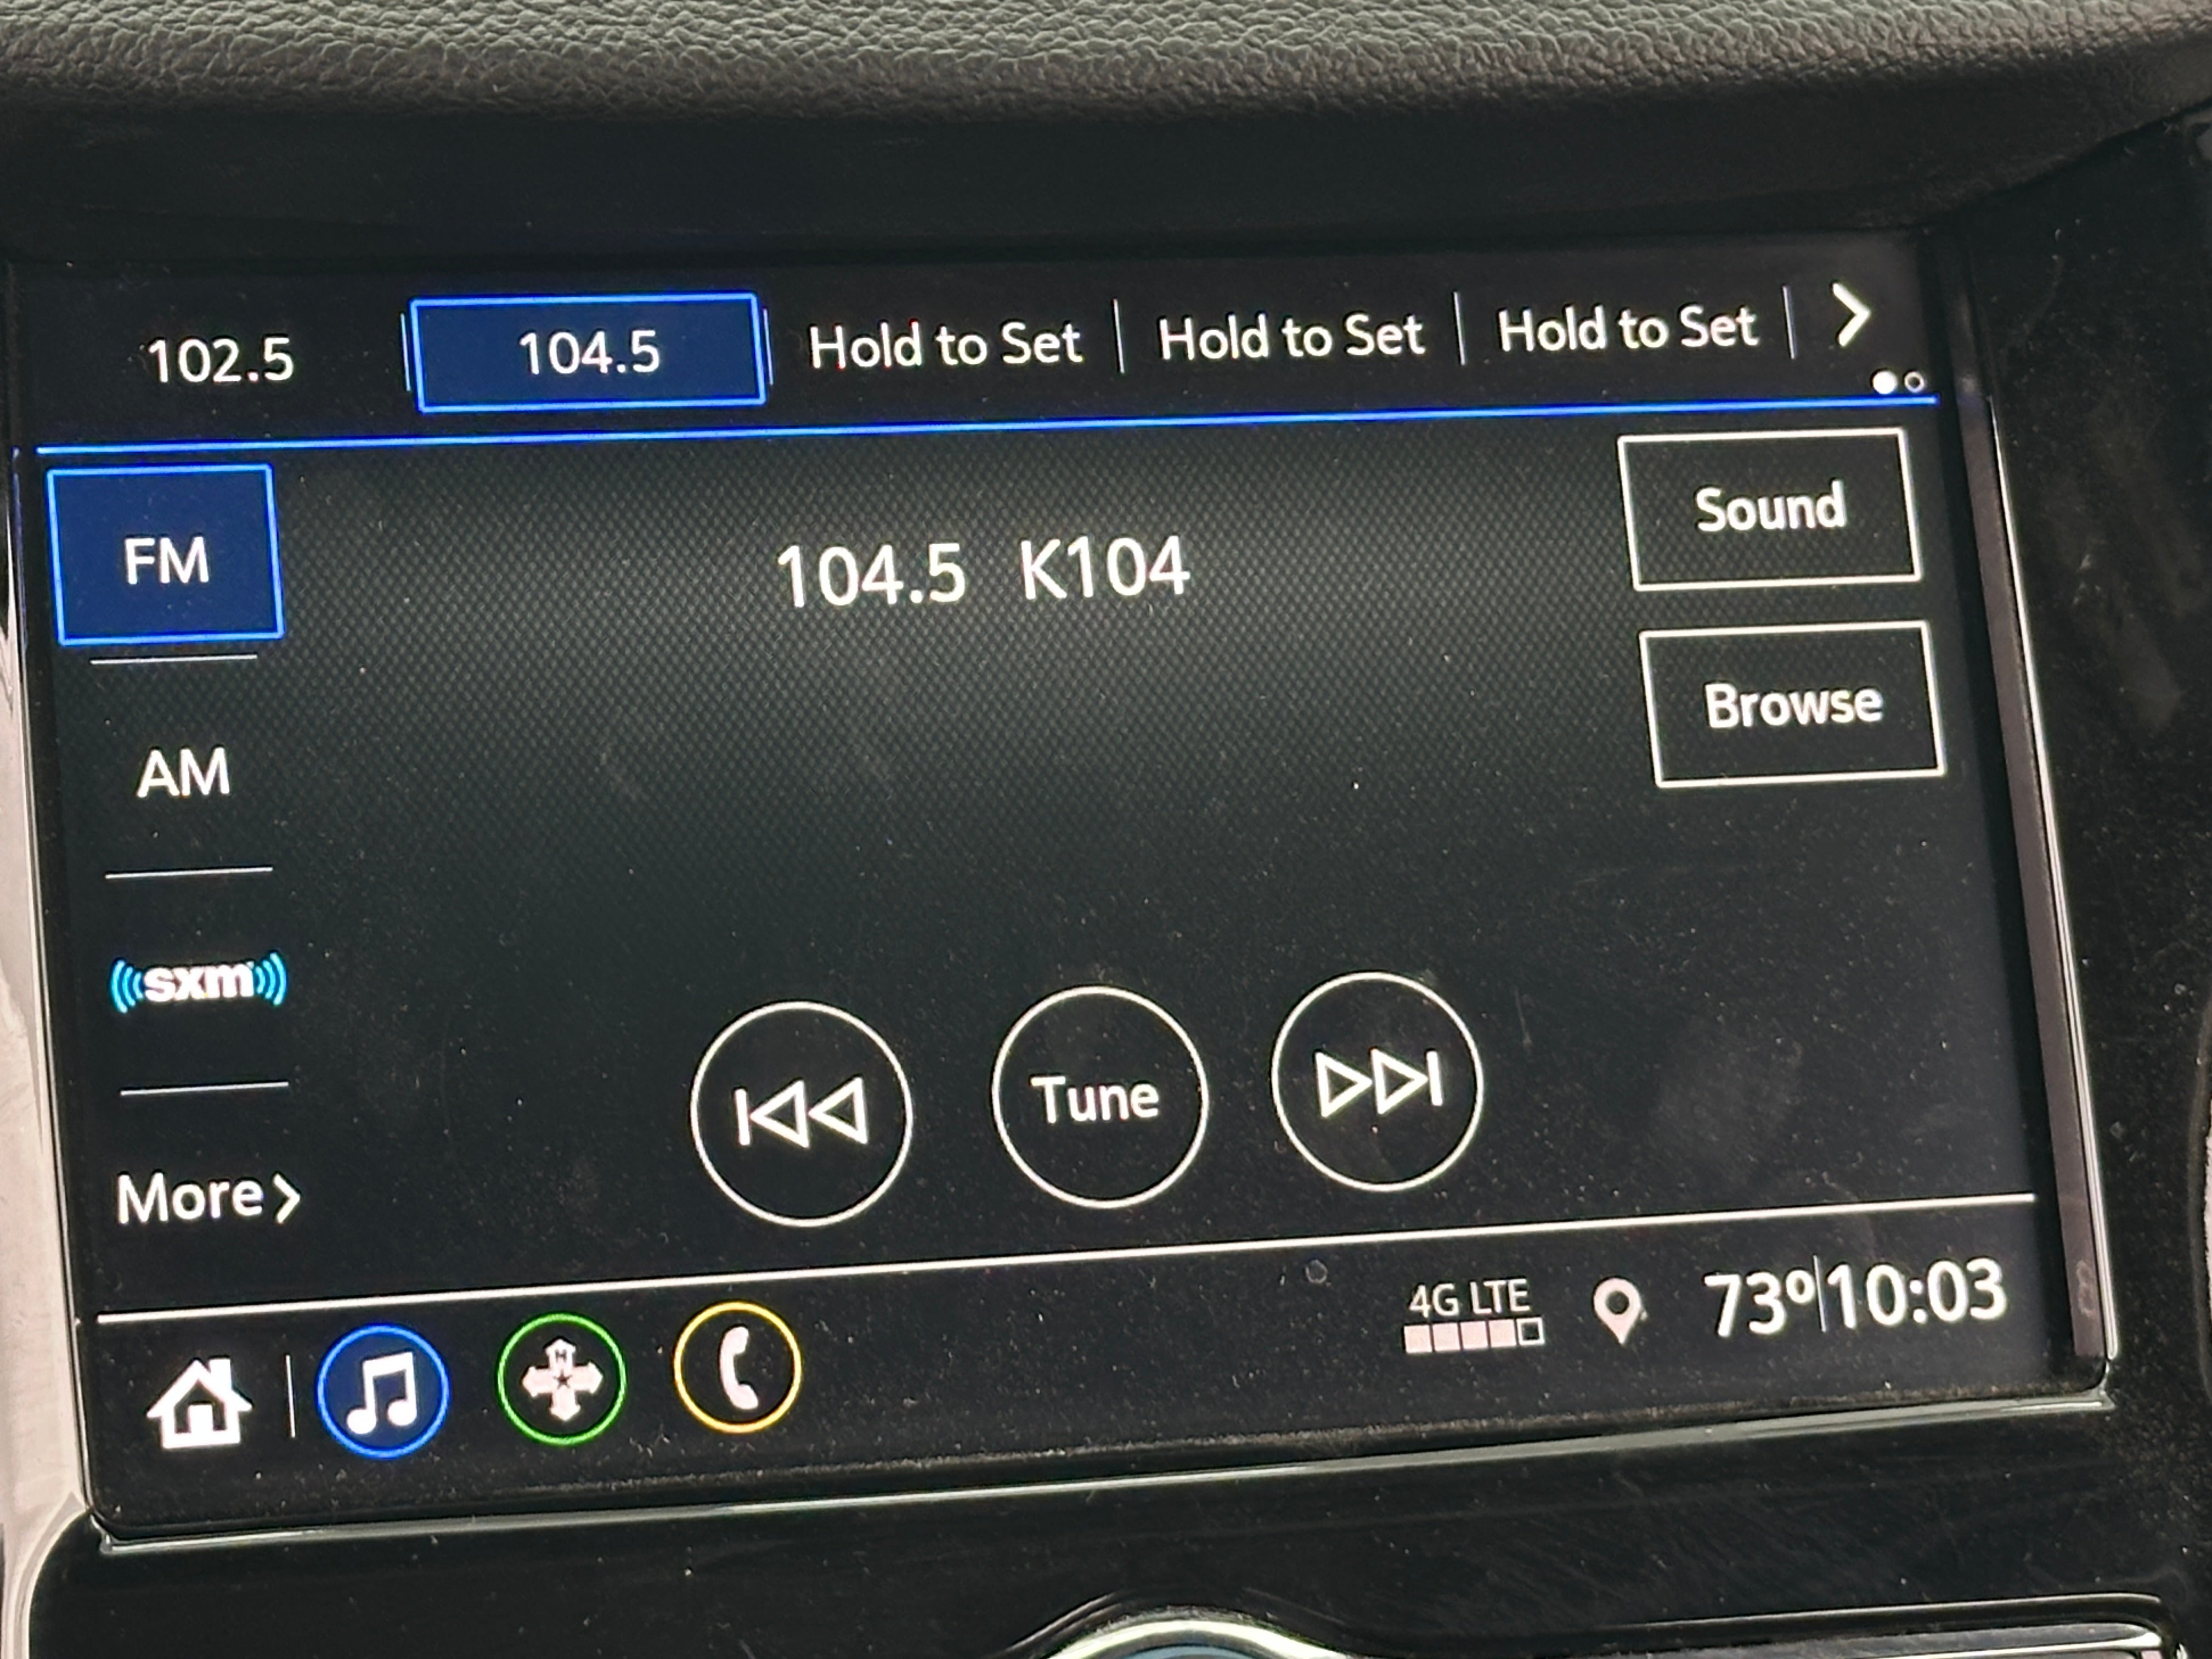 102.5 104.5 Hold to Set Hold to Set Hold to Set
FM
104.5 K104
Sound
Browse
AM
sxm
Tune
More
4G LTE
73° 10:03
N